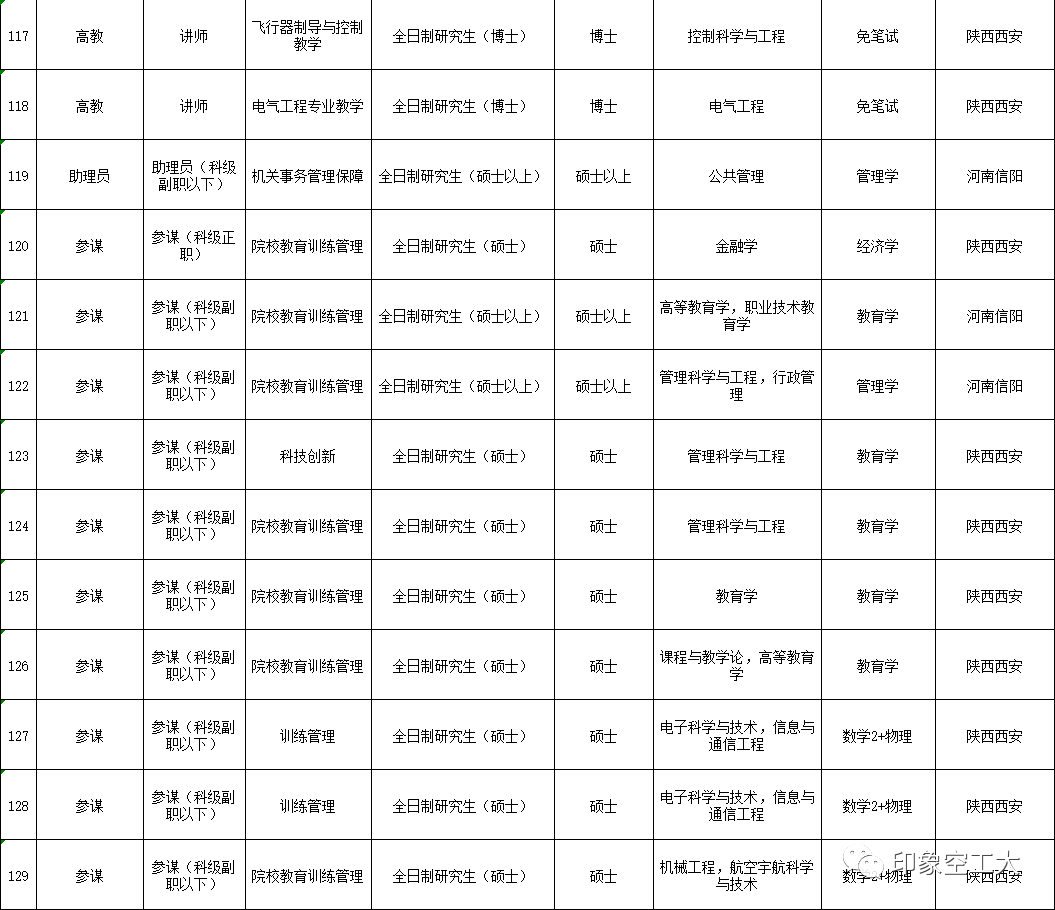 117 高教 讲师 飞行器制导与控制教学 全日制研究生（博士） 博士 控制科学与工程 免笔试 陕西西安
118 高教 讲师 电气工程专业教学 全日制研究生（博士） 博士 电气工程 免笔试 陕西西安
119 助理员 助理员（科级副职以下） 机关事务管理保障 全日制研究生（硕士以上） 硕士以上 公共管理 管理学 河南信阳
120 参谋 参谋（科级正职） 院校教育训练管理 全日制研究生（硕士） 硕士 金融学 经济学 陕西西安
121 参谋 参谋（科级副职以下） 院校教育训练管理 全日制研究生（硕士以上） 硕士以上 高等教育学，职业技术教育学 教育学 河南信阳
122 参谋 参谋（科级副职以下） 院校教育训练管理 全日制研究生（硕士以上） 硕士以上 管理科学与工程，行政管理 管理学 河南信阳
123 参谋 参谋（科级副职以下） 科技创新 全日制研究生（硕士） 硕士 管理科学与工程 教育学 陕西西安
124 参谋 参谋（科级副职以下） 院校教育训练管理 全日制研究生（硕士） 硕士 管理科学与工程 教育学 陕西西安
125 参谋 参谋（科级副职以下） 院校教育训练管理 全日制研究生（硕士） 硕士 教育学 教育学 陕西西安
126 参谋 参谋（科级副职以下） 院校教育训练管理 全日制研究生（硕士） 硕士 课程与教学论，高等教育学 教育学 陕西西安
127 参谋 参谋（科级副职以下） 训练管理 全日制研究生（硕士） 硕士 电子科学与技术，信息与通信工程 数学2+物理 陕西西安
128 参谋 参谋（科级副职以下） 训练管理 全日制研究生（硕士） 硕士 电子科学与技术，信息与通信工程 数学2+物理 陕西西安
129 参谋 参谋（科级副职以下） 院校教育训练管理 全日制研究生（硕士） 硕士 机械工程，航空宇航科学与技术 数学2+物理 陕西西安
印象空工大